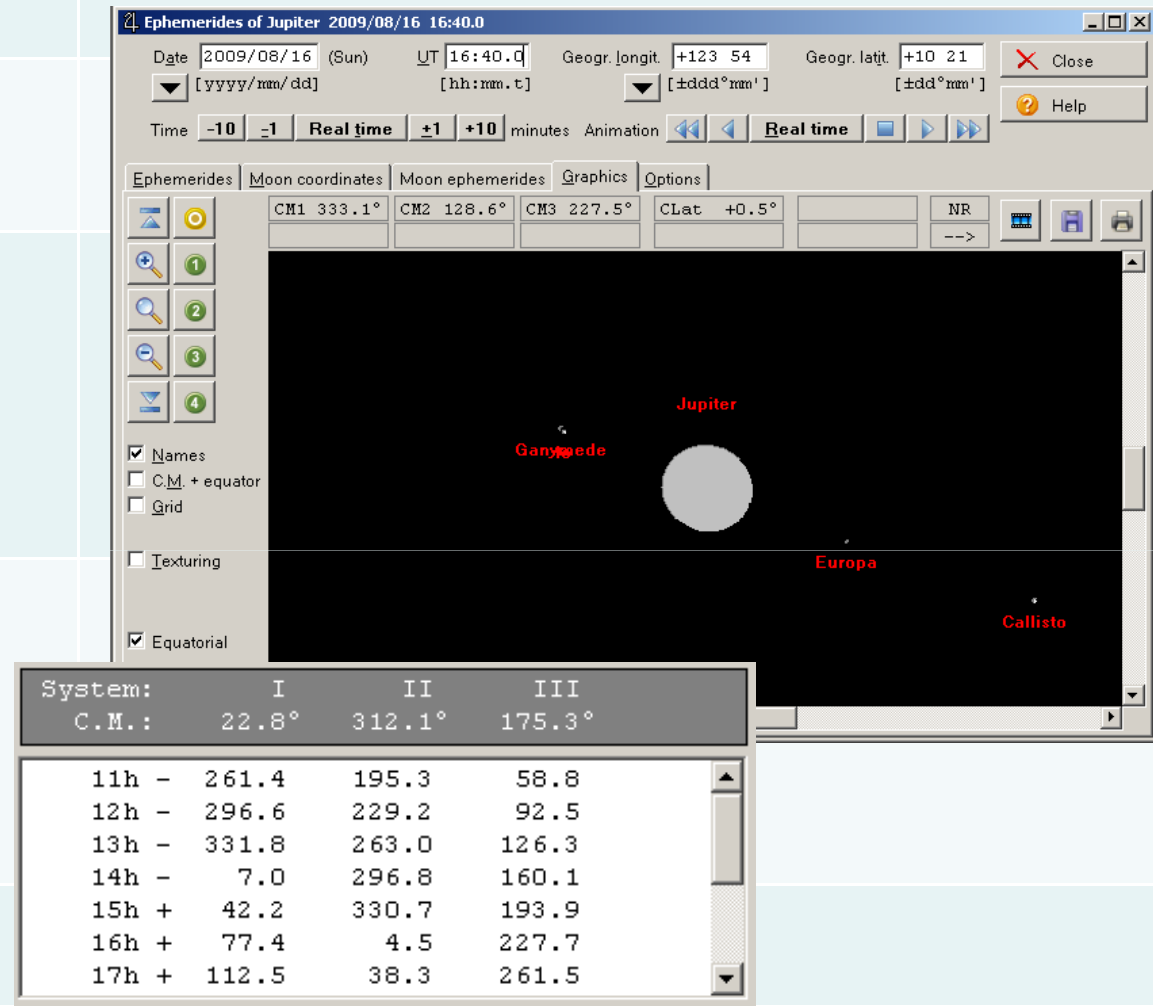 Ephemerides of Jupiter 2009/08/16 16:40.0
Date 2009/08/16 (Sun) UT 16:40.0 Geogr. longit. +123 54 Geogr. latit. +10 21 Close
[yyyy/mm/dd] [hh:mm.t] [±ddd°mm'] [±dd°mm'] Help
Time -10 -1 Real time +1 +10 minutes Animation Real time
Ephemerides Moon coordinates Moon ephemerides Graphics Options
CM1 333.1° CM2 128.6° CM3 227.5° CLat +0.5° NR
-->
1
2
3
4
Jupiter
Ganymede
Names
C.M. + equator
Grid
Texturing
Europa
Callisto
Equatorial
System: I II III
C.M.: 22.8° 312.1° 175.3°
11h - 261.4 195.3 58.8
12h - 296.6 229.2 92.5
13h - 331.8 263.0 126.3
14h - 7.0 296.8 160.1
15h + 42.2 330.7 193.9
16h + 77.4 4.5 227.7
17h + 112.5 38.3 261.5